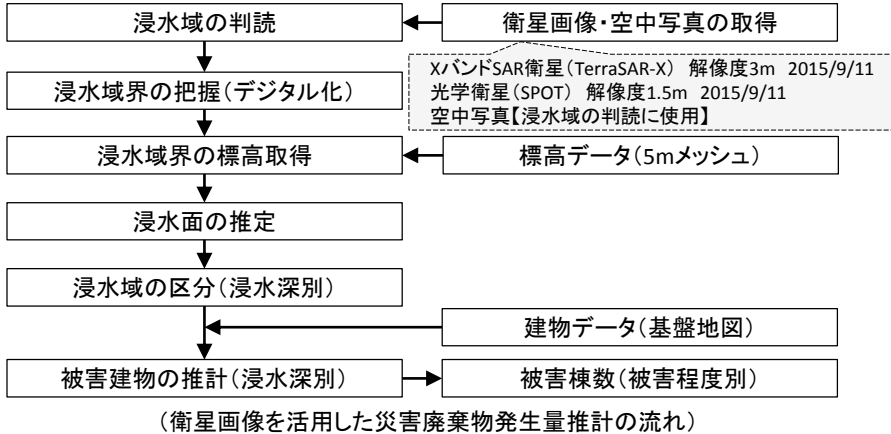 浸水域の判読
衛星画像・空中写真の取得
XバンドSAR衛星(TerraSAR-X) 解像度3m 2015/9/11
光学衛星(SPOT) 解像度1.5m 2015/9/11
空中写真【浸水域の判読に使用】
浸水域界の把握(デジタル化)
浸水域界の標高取得
標高データ(5mメッシュ)
浸水面の推定
浸水域の区分(浸水深別)
建物データ(基盤地図)
被害建物の推計(浸水深別)
被害棟数(被害程度別)
(衛星画像を活用した災害廃棄物発生量推計の流れ)